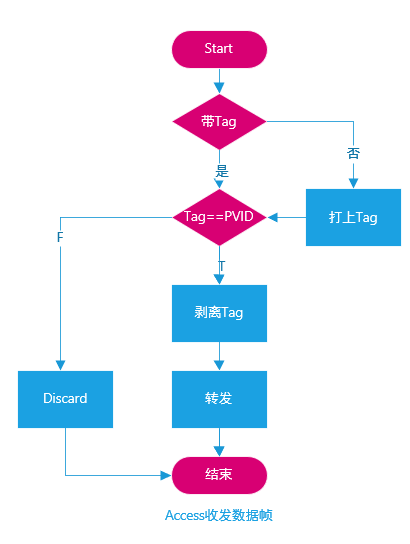 Start
带Tag
是
否
Tag==PVID
打上Tag
F
T
剥离Tag
Discard
转发
结束
Access收发数据帧